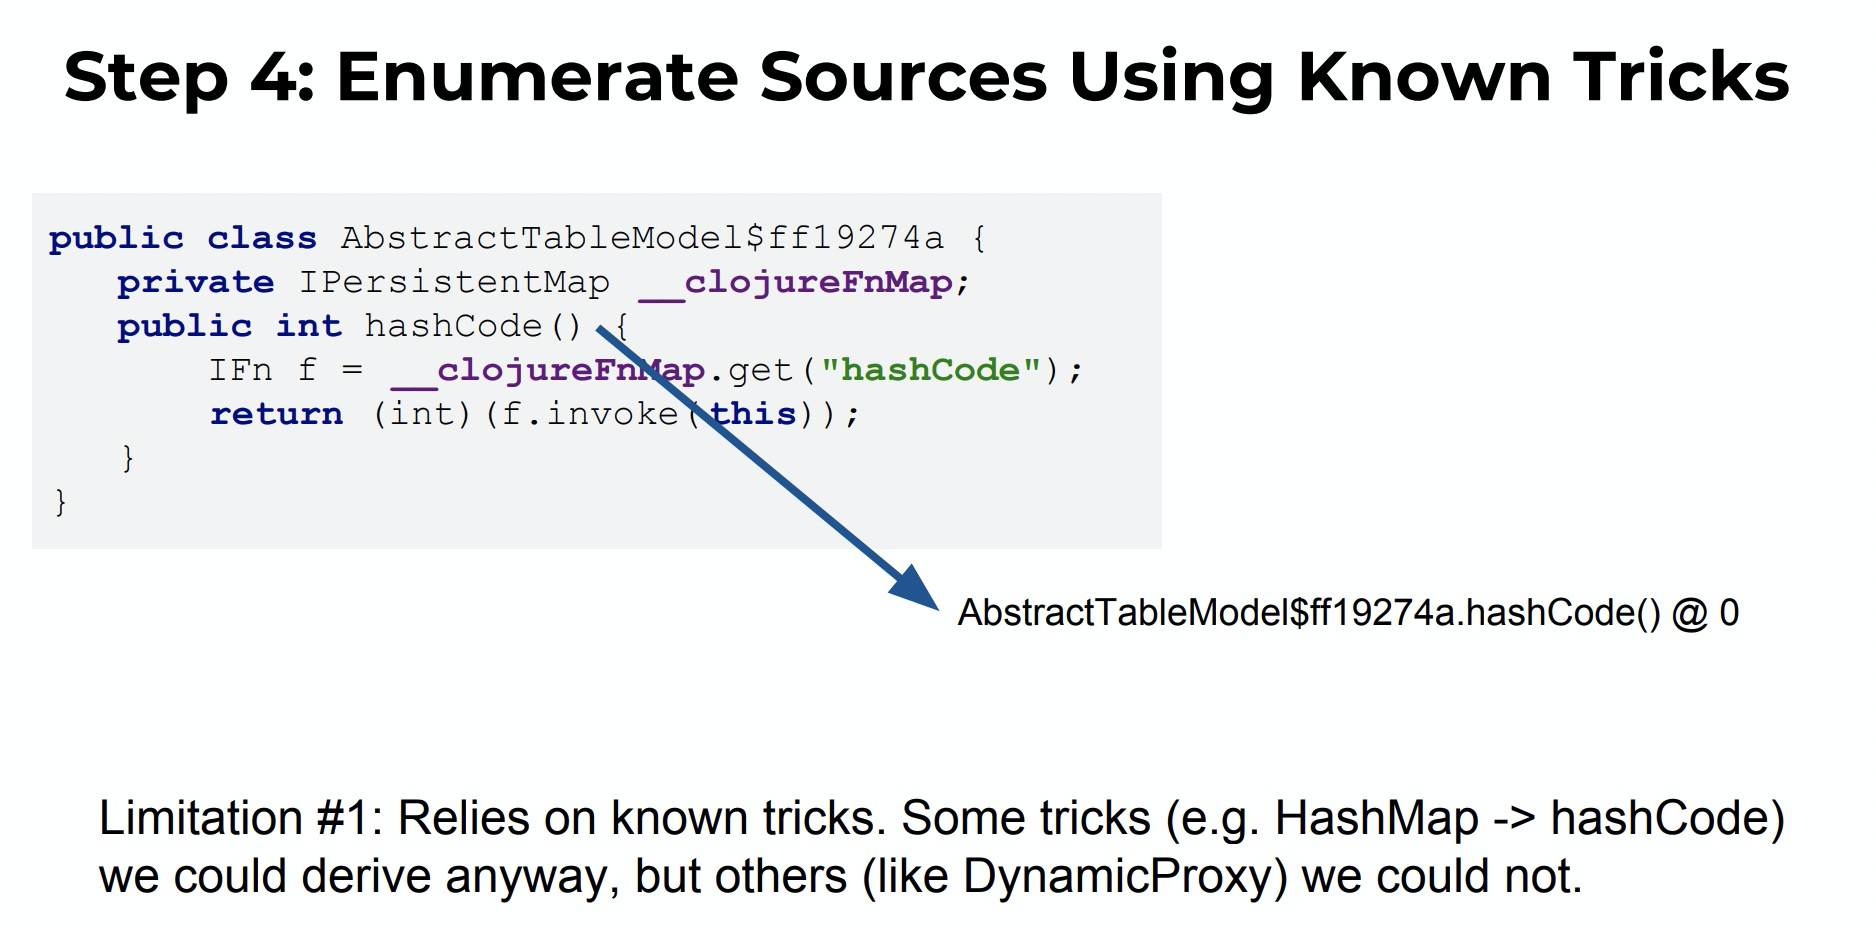 Step 4: Enumerate Sources Using Known Tricks
public class AbstractTableModel$ff19274a {
private IPersistentMap __clojureFnMap;
public int hashCode() {
IFn f = __clojureFnMap.get("hashCode");
return (int)(f.invoke(this));
}
}
AbstractTableModel$ff19274a.hashCode() @ 0
Limitation #1: Relies on known tricks. Some tricks (e.g. HashMap -> hashCode)
we could derive anyway, but others (like DynamicProxy) we could not.